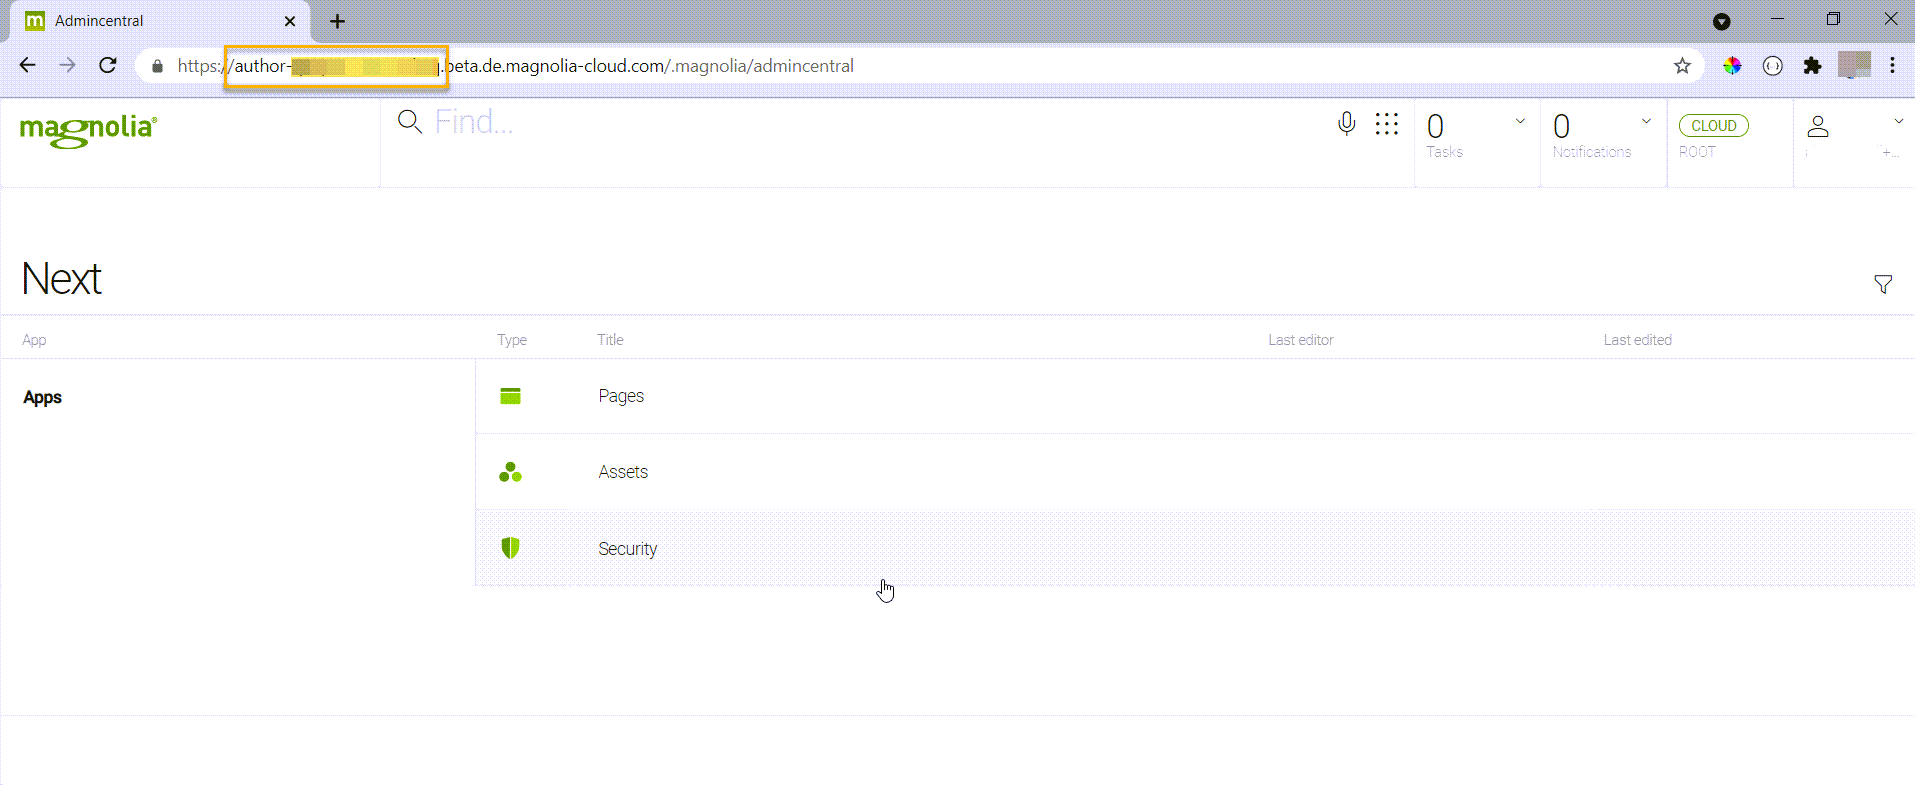 Admincentral
https://author-
.beta.de.magnolia-cloud.com/.magnolia/admincentral
magnolia®
Find...
0
Tasks
0
Notifications
CLOUD
ROOT
+...
Next
App Type Title Last editor Last edited
Apps
Pages
Assets
Security